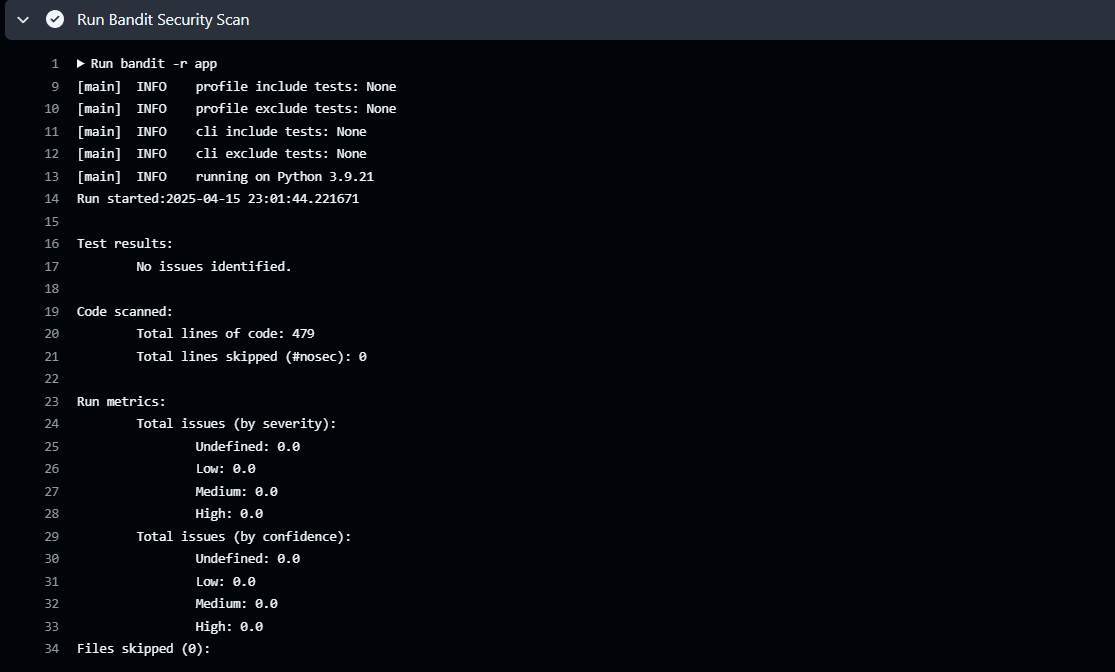 Run Bandit Security Scan
1 Run bandit -r app
9 [main] INFO profile include tests: None
10 [main] INFO profile exclude tests: None
11 [main] INFO cli include tests: None
12 [main] INFO cli exclude tests: None
13 [main] INFO running on Python 3.9.21
14 Run started:2025-04-15 23:01:44.221671
15
16 Test results:
17 No issues identified.
18
19 Code scanned:
20 Total lines of code: 479
21 Total lines skipped (#nosec): 0
22
23 Run metrics:
24 Total issues (by severity):
25 Undefined: 0.0
26 Low: 0.0
27 Medium: 0.0
28 High: 0.0
29 Total issues (by confidence):
30 Undefined: 0.0
31 Low: 0.0
32 Medium: 0.0
33 High: 0.0
34 Files skipped (0):